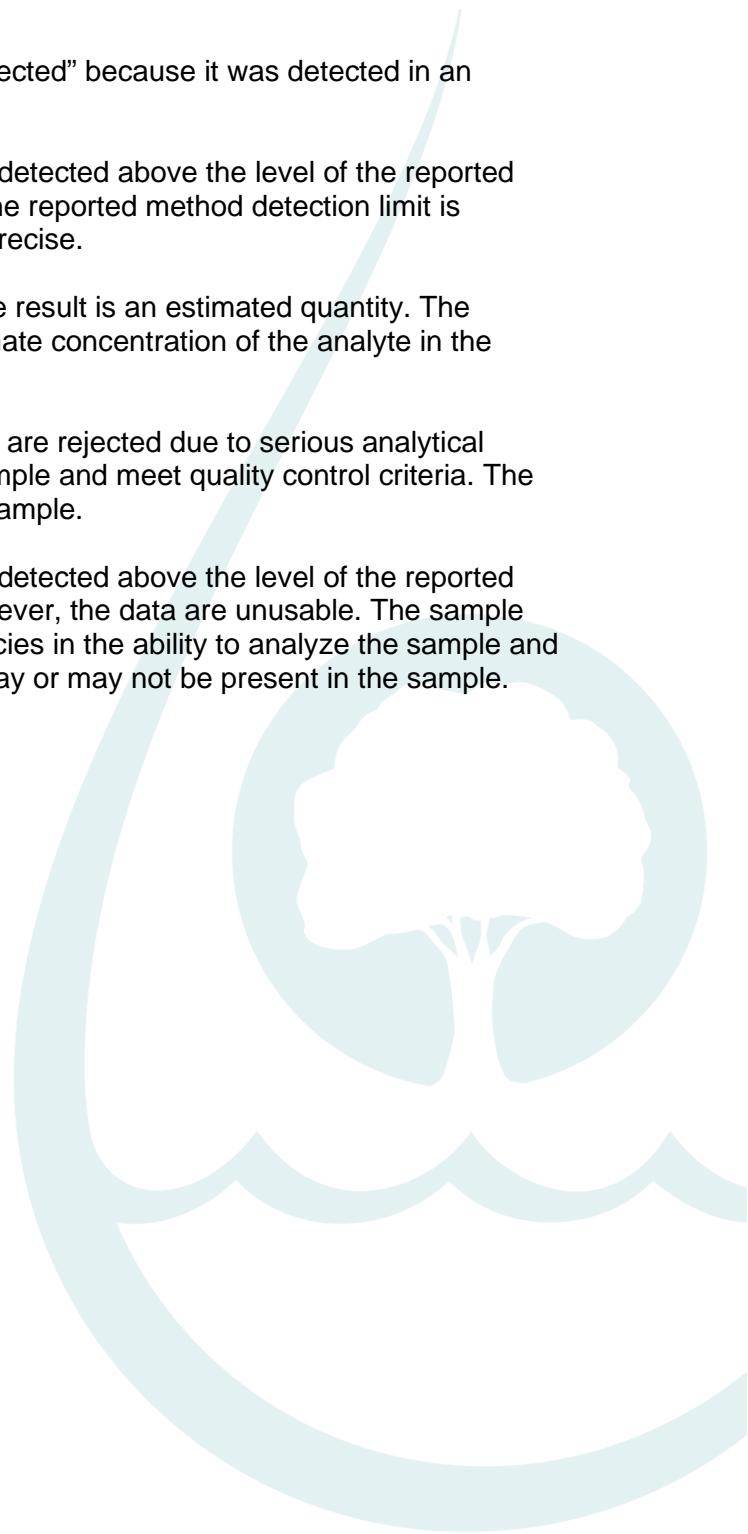 ected” because it was detected in an
detected above the level of the reported
he reported method detection limit is
recise.
e result is an estimated quantity. The
nate concentration of the analyte in the
are rejected due to serious analytical
mple and meet quality control criteria. The
ample.
detected above the level of the reported
ever, the data are unusable. The sample
cies in the ability to analyze the sample and
ay or may not be present in the sample.